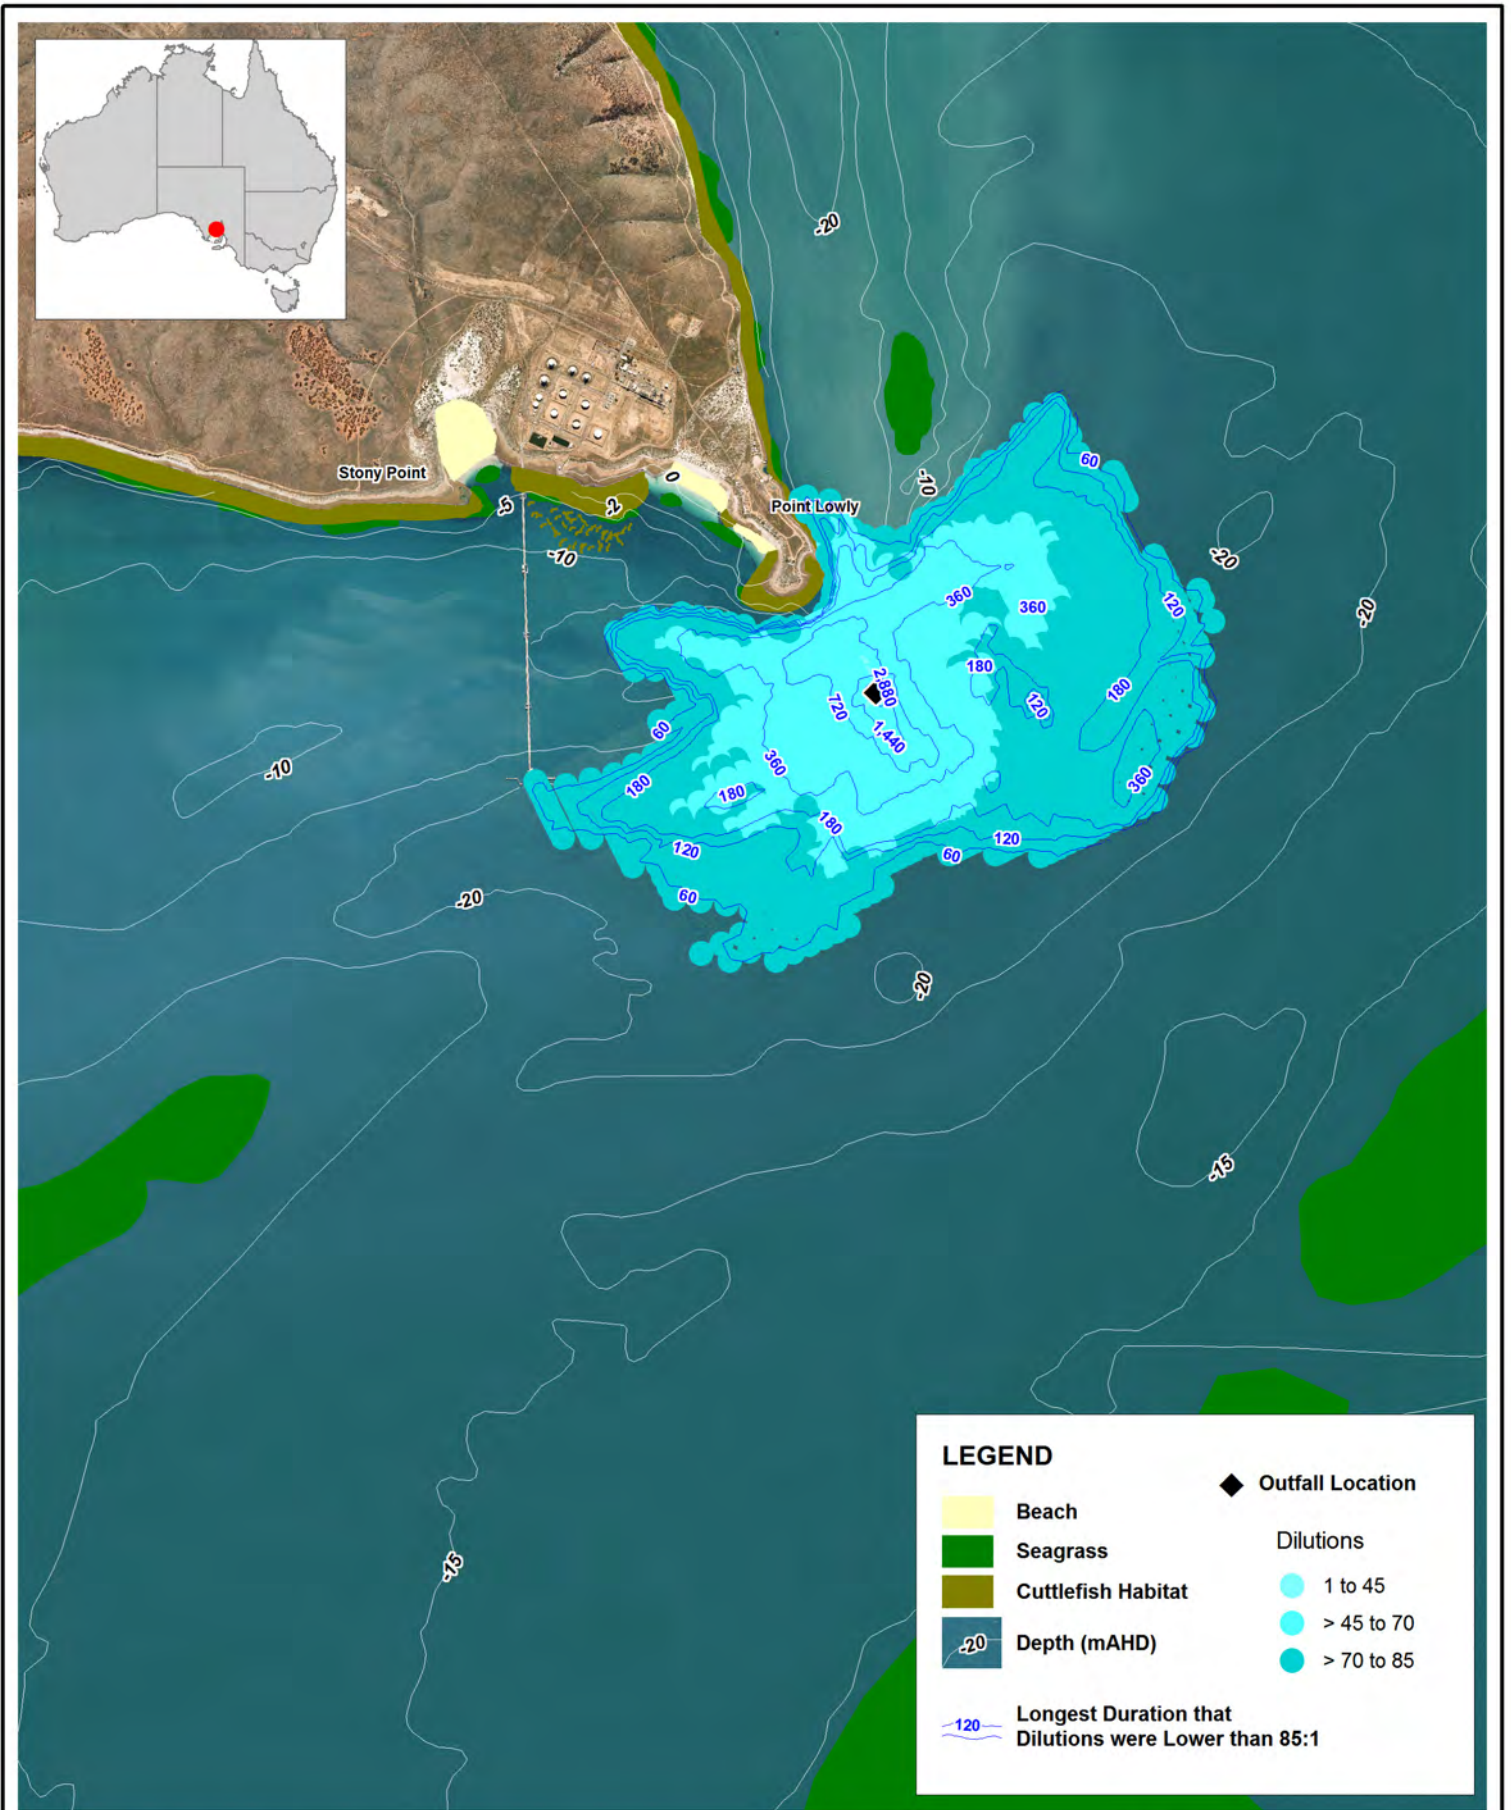 -20
60
-10
Stony Point
0
-5
-2
Point Lowly
-10
-20
120
360
360
-20
180
2,880
180
720
120
60
1,440
360
-10
360
180
180
180
120
120
60
60
-20
-20
-15
-15
LEGEND
Beach
Seagrass
Cuttlefish Habitat
-20 Depth (mAHD)
120 Longest Duration that
Dilutions were Lower than 85:1
Outfall Location
Dilutions
1 to 45
> 45 to 70
> 70 to 85